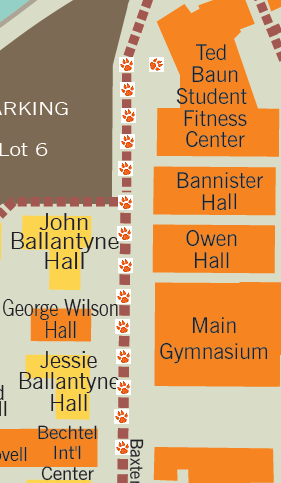 Ted
Baun
Student
Fitness
Center
ARKING
Lot 6
Bannister
Hall
John
Ballantyne
Hall
Owen
Hall
George Wilson
Hall
Main
Gymnasium
Jessie
Ballantyne
Hall
Bechtel
Int'l
Center
ovell
Baxter